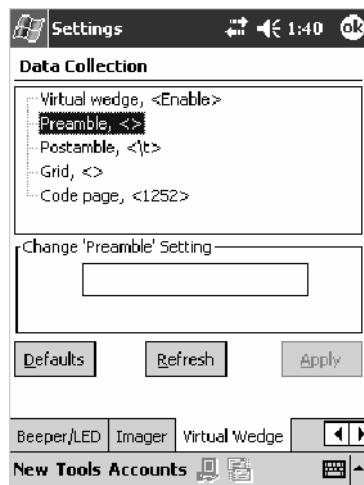 Settings 1:40 ok
Data Collection
Virtual wedge, <Enable>
Preamble, <>
Postamble, <\t>
Grid, <>
Code page, <1252>
Change 'Preamble' Setting
Defaults Refresh Apply
Beeper/LED Imager Virtual Wedge
New Tools Accounts